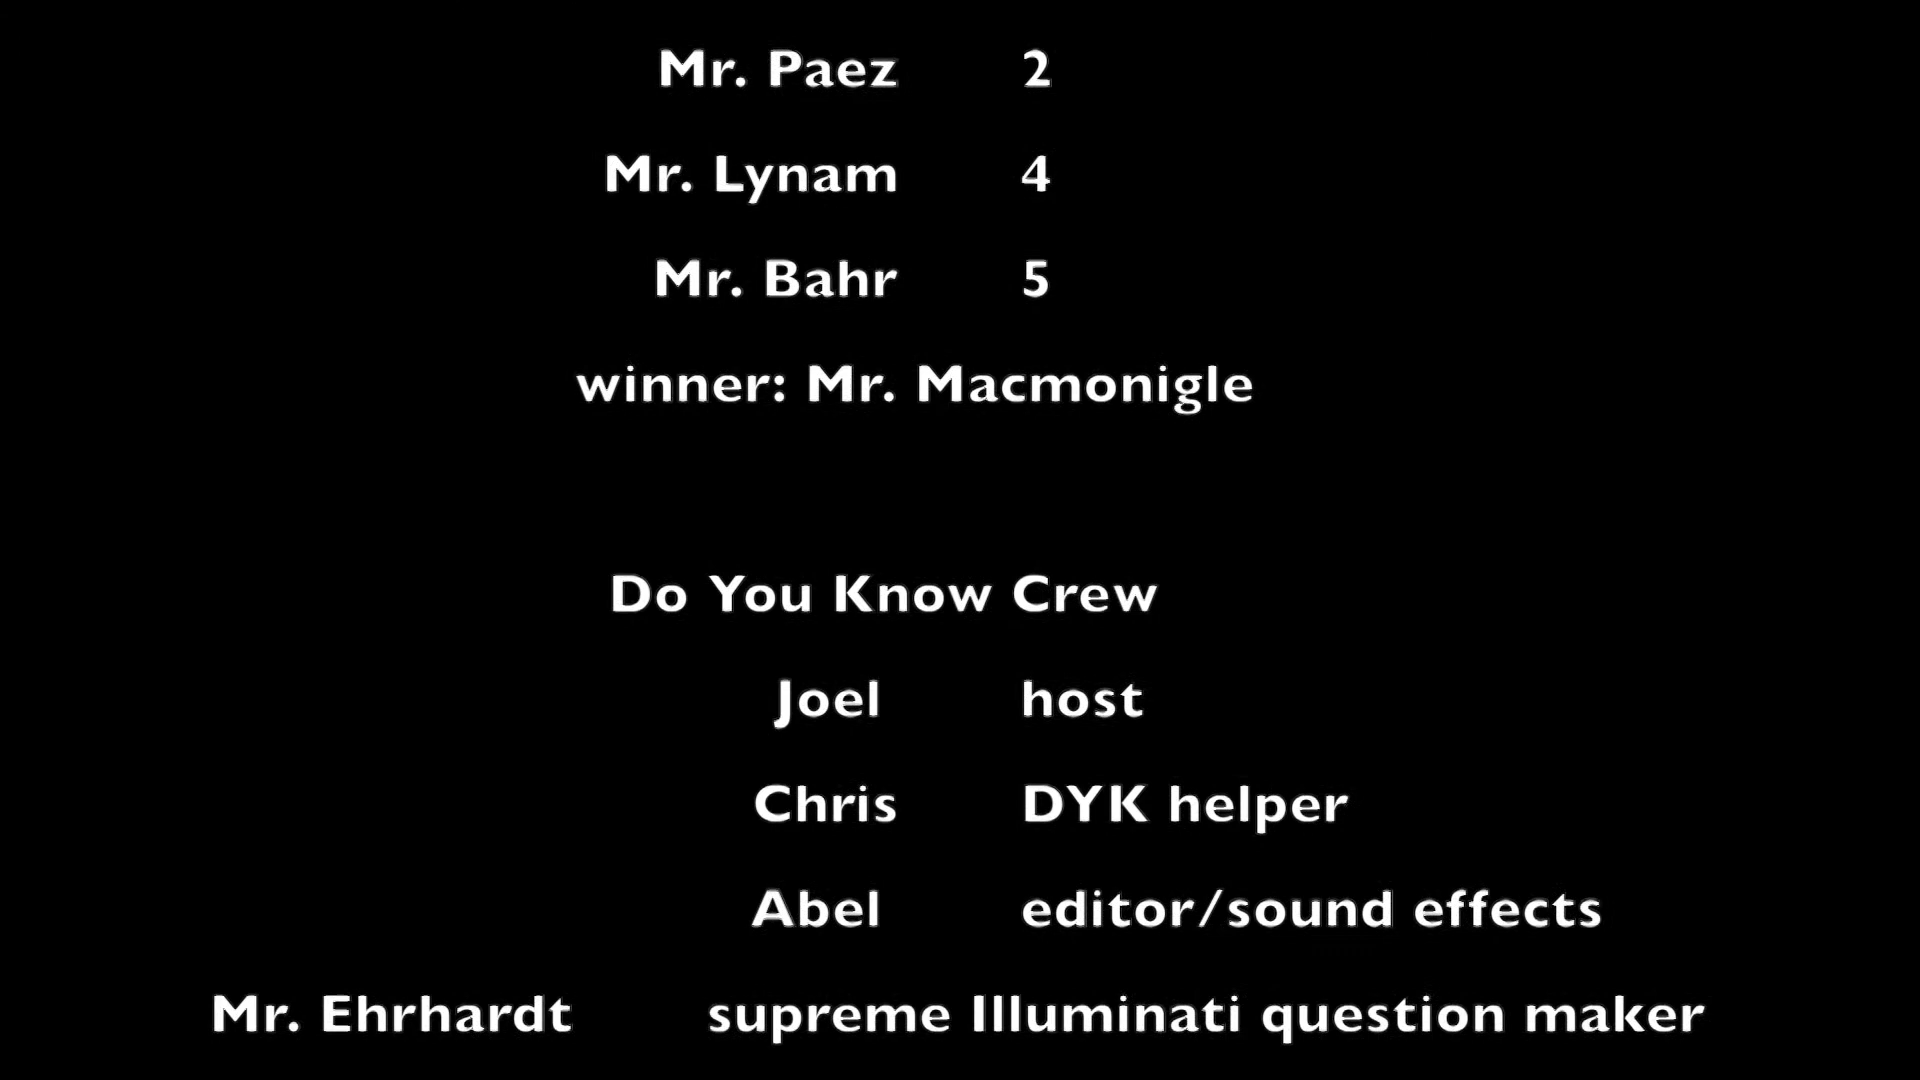 Mr. Paez 2
Mr. Lynam 4
Mr. Bahr 5
winner: Mr. Macmonigle
Do You Know Crew
Joel host
Chris DYK helper
Abel editor/sound effects
Mr. Ehrhardt supreme Illuminati question maker